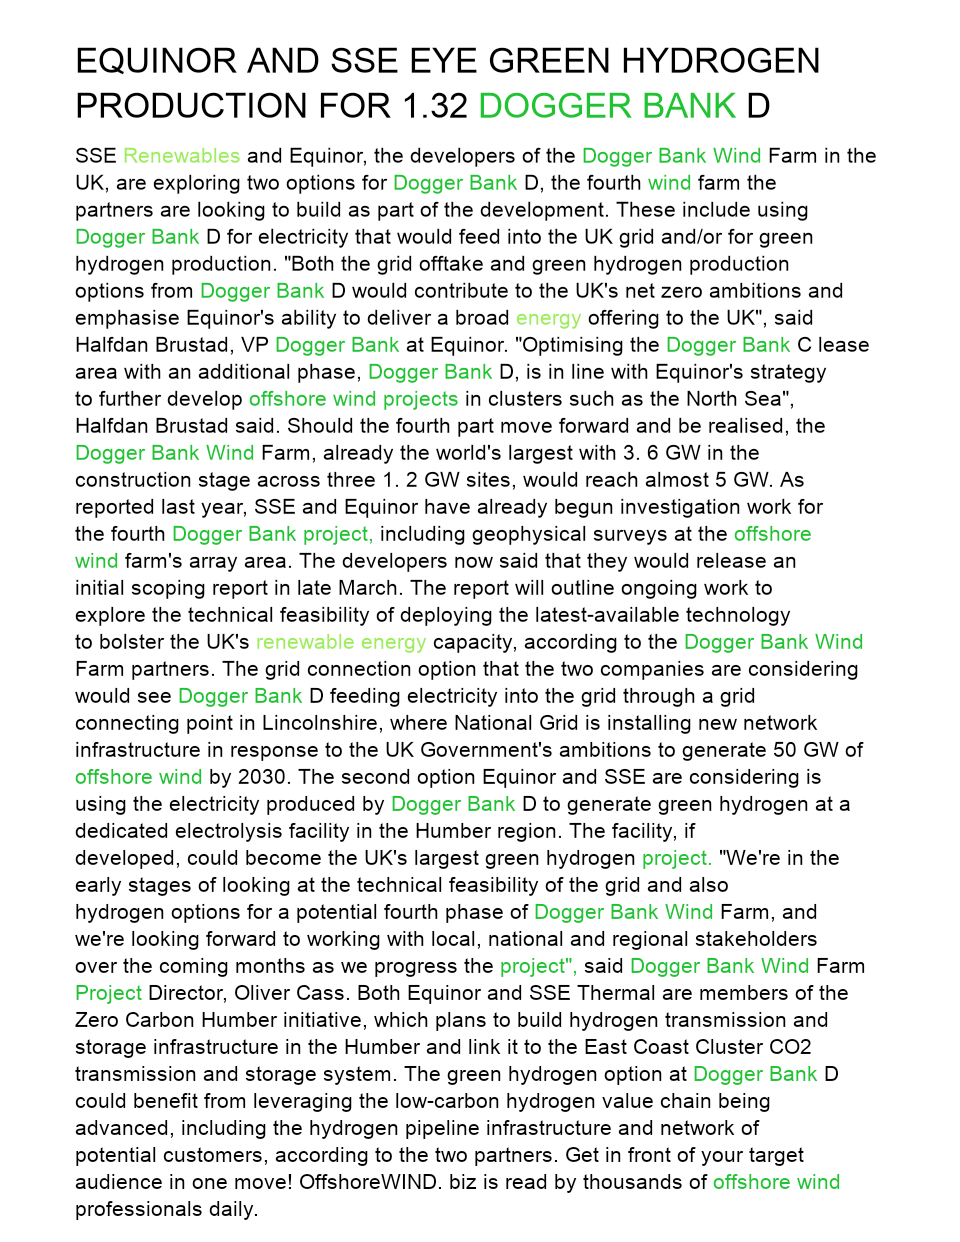 EQUINOR AND SSE EYE GREEN HYDROGEN
PRODUCTION FOR 1.32 DOGGER BANK D
SSE Renewables and Equinor, the developers of the Dogger Bank Wind Farm in the
UK, are exploring two options for Dogger Bank D, the fourth wind farm the
partners are looking to build as part of the development. These include using
Dogger Bank D for electricity that would feed into the UK grid and/or for green
hydrogen production. "Both the grid offtake and green hydrogen production
options from Dogger Bank D would contribute to the UK's net zero ambitions and
emphasise Equinor's ability to deliver a broad energy offering to the UK", said
Halfdan Brustad, VP Dogger Bank at Equinor. "Optimising the Dogger Bank C lease
area with an additional phase, Dogger Bank D, is in line with Equinor's strategy
to further develop offshore wind projects in clusters such as the North Sea",
Halfdan Brustad said. Should the fourth part move forward and be realised, the
Dogger Bank Wind Farm, already the world's largest with 3. 6 GW in the
construction stage across three 1. 2 GW sites, would reach almost 5 GW. As
reported last year, SSE and Equinor have already begun investigation work for
the fourth Dogger Bank project, including geophysical surveys at the offshore
wind farm's array area. The developers now said that they would release an
initial scoping report in late March. The report will outline ongoing work to
explore the technical feasibility of deploying the latest-available technology
to bolster the UK's renewable energy capacity, according to the Dogger Bank Wind
Farm partners. The grid connection option that the two companies are considering
would see Dogger Bank D feeding electricity into the grid through a grid
connecting point in Lincolnshire, where National Grid is installing new network
infrastructure in response to the UK Government's ambitions to generate 50 GW of
offshore wind by 2030. The second option Equinor and SSE are considering is
using the electricity produced by Dogger Bank D to generate green hydrogen at a
dedicated electrolysis facility in the Humber region. The facility, if
developed, could become the UK's largest green hydrogen project. "We're in the
early stages of looking at the technical feasibility of the grid and also
hydrogen options for a potential fourth phase of Dogger Bank Wind Farm, and
we're looking forward to working with local, national and regional stakeholders
over the coming months as we progress the project", said Dogger Bank Wind Farm
Project Director, Oliver Cass. Both Equinor and SSE Thermal are members of the
Zero Carbon Humber initiative, which plans to build hydrogen transmission and
storage infrastructure in the Humber and link it to the East Coast Cluster CO2
transmission and storage system. The green hydrogen option at Dogger Bank D
could benefit from leveraging the low-carbon hydrogen value chain being
advanced, including the hydrogen pipeline infrastructure and network of
potential customers, according to the two partners. Get in front of your target
audience in one move! OffshoreWIND. biz is read by thousands of offshore wind
professionals daily.